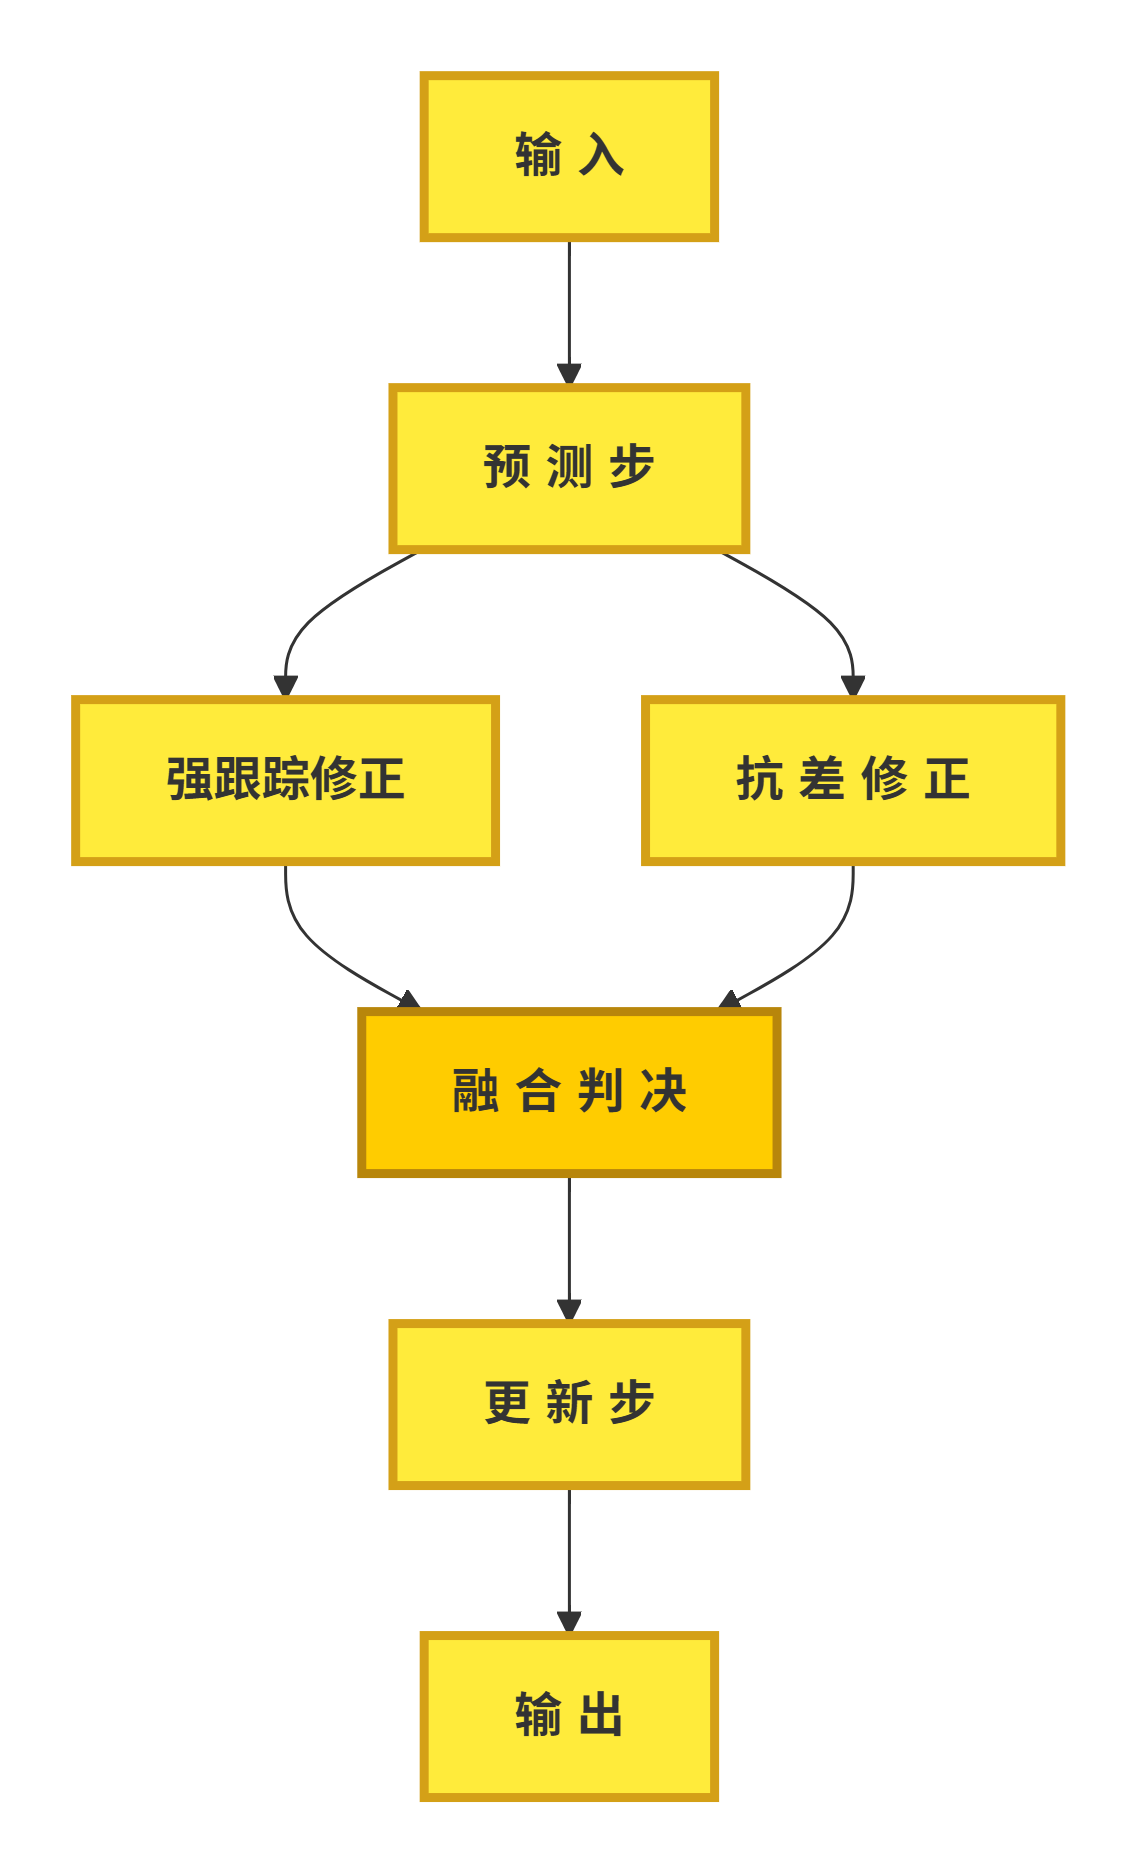 输 入
预 测 步
强跟踪修正
抗 差 修 正
融 合 判 决
更 新 步
输 出